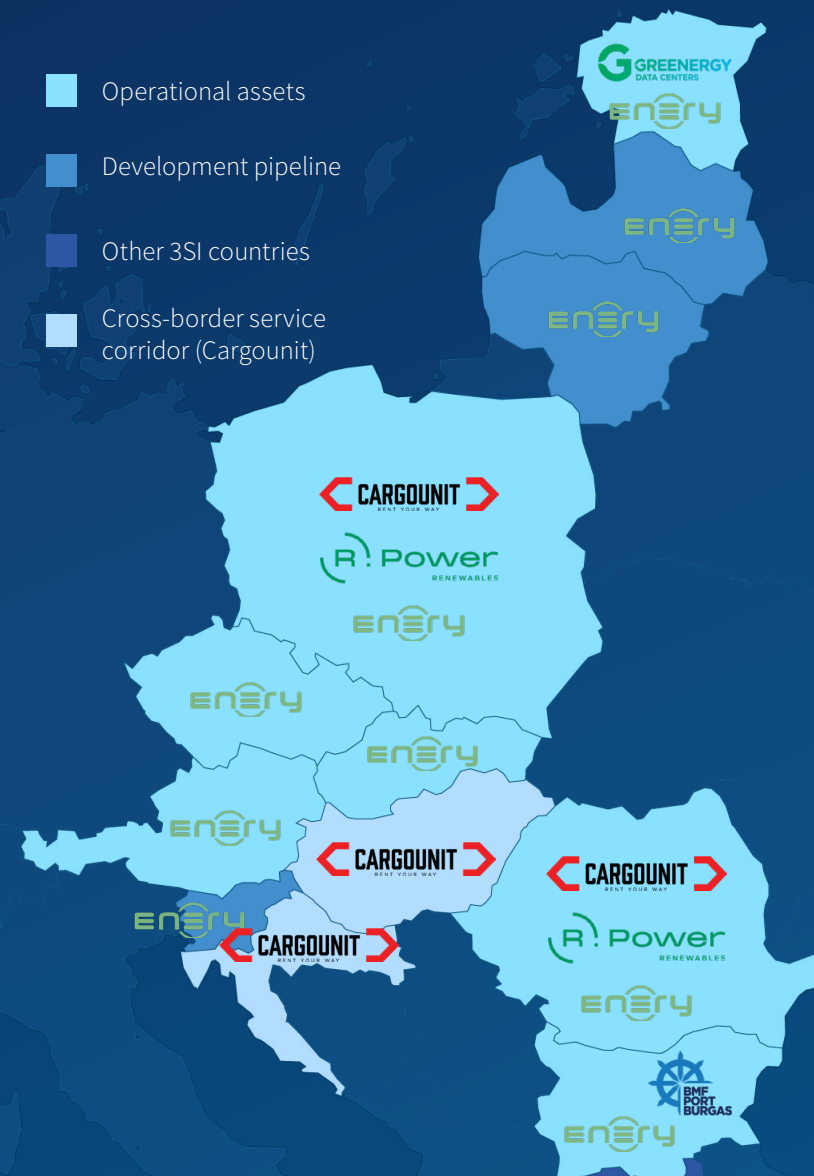 Operational assets
Development pipeline
Other 3SI countries
Cross-border service
corridor (Cargounit)
GREENERGY
DATA CENTERS
enery
enery
enery
CARGOUNIT
RENT YOUR WAY
R.Power
RENEWABLES
enery
enery
enery
enery
CARGOUNIT
RENT YOUR WAY
CARGOUNIT
RENT YOUR WAY
enery
CARGOUNIT
RENT YOUR WAY
R.Power
RENEWABLES
enery
BMF
PORT
BURGAS
enery